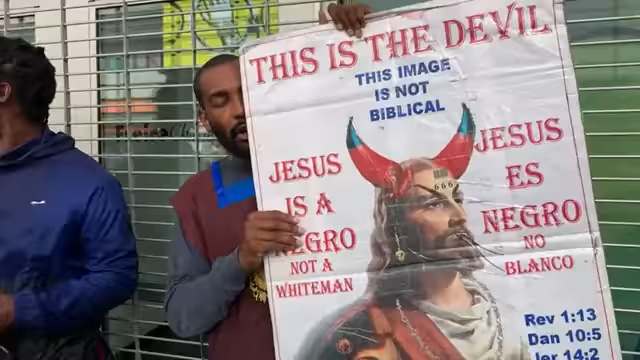 THIS IS THE DEVIL
THIS IMAGE
IS NOT
BIBLICAL
JESUS
IS A
NEGRO
NOT A
WHITEMAN
666
JESUS
ES
NEGRO
NO
BLANCO
Rev 1:13
Dan 10:5
Jer 14:2